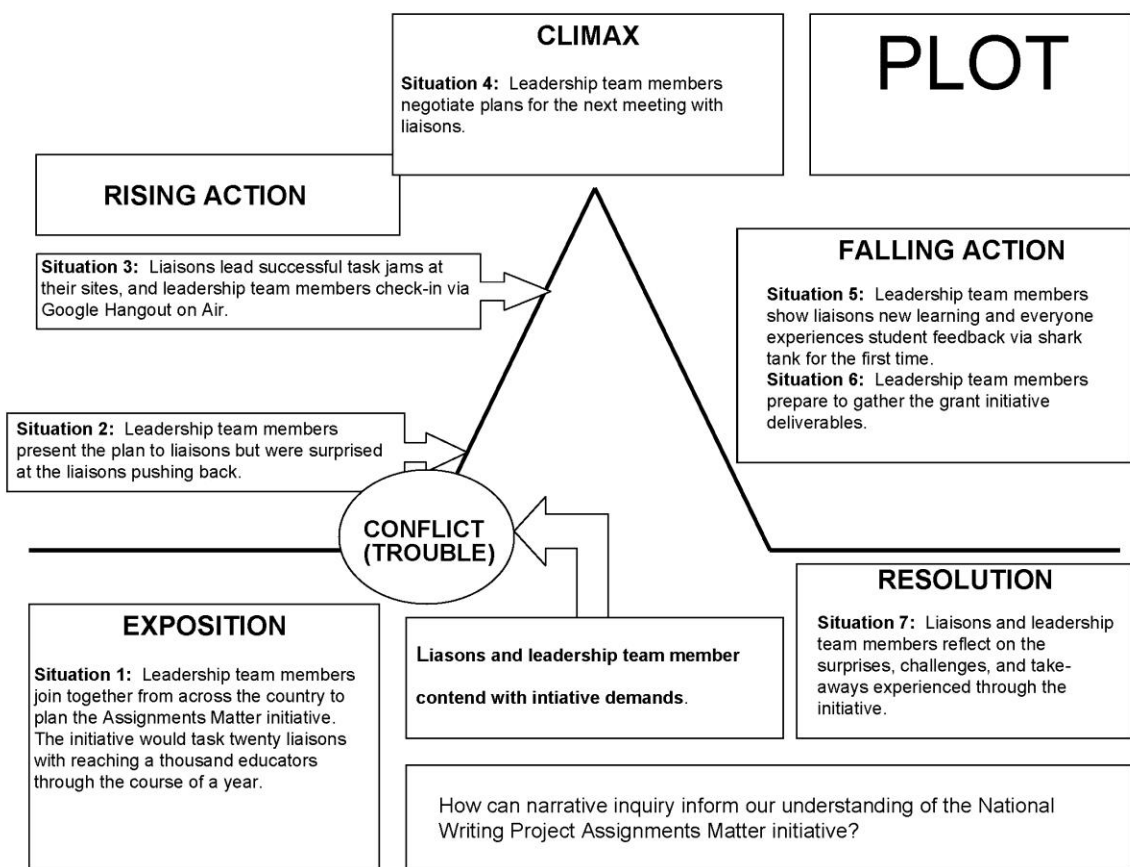 PLOT
CLIMAX
Situation 4: Leadership team members
negotiate plans for the next meeting with
liaisons.
RISING ACTION
Situation 3: Liaisons lead successful task jams at
their sites, and leadership team members check-in via
Google Hangout on Air.
Situation 2: Leadership team members
present the plan to liaisons but were surprised
at the liaisons pushing back.
FALLING ACTION
Situation 5: Leadership team members
show liaisons new learning and everyone
experiences student feedback via shark
tank for the first time.
Situation 6: Leadership team members
prepare to gather the grant initiative
deliverables.
CONFLICT
(TROUBLE)
EXPOSITION
Situation 1: Leadership team members
join together from across the country to
plan the Assignments Matter initiative.
The initiative would task twenty liaisons
with reaching a thousand educators
through the course of a year.
Liasons and leadership team member
contend with intiative demands.
RESOLUTION
Situation 7: Liaisons and leadership
team members reflect on the
surprises, challenges, and take-
aways experienced through the
initiative.
How can narrative inquiry inform our understanding of the National
Writing Project Assignments Matter initiative?